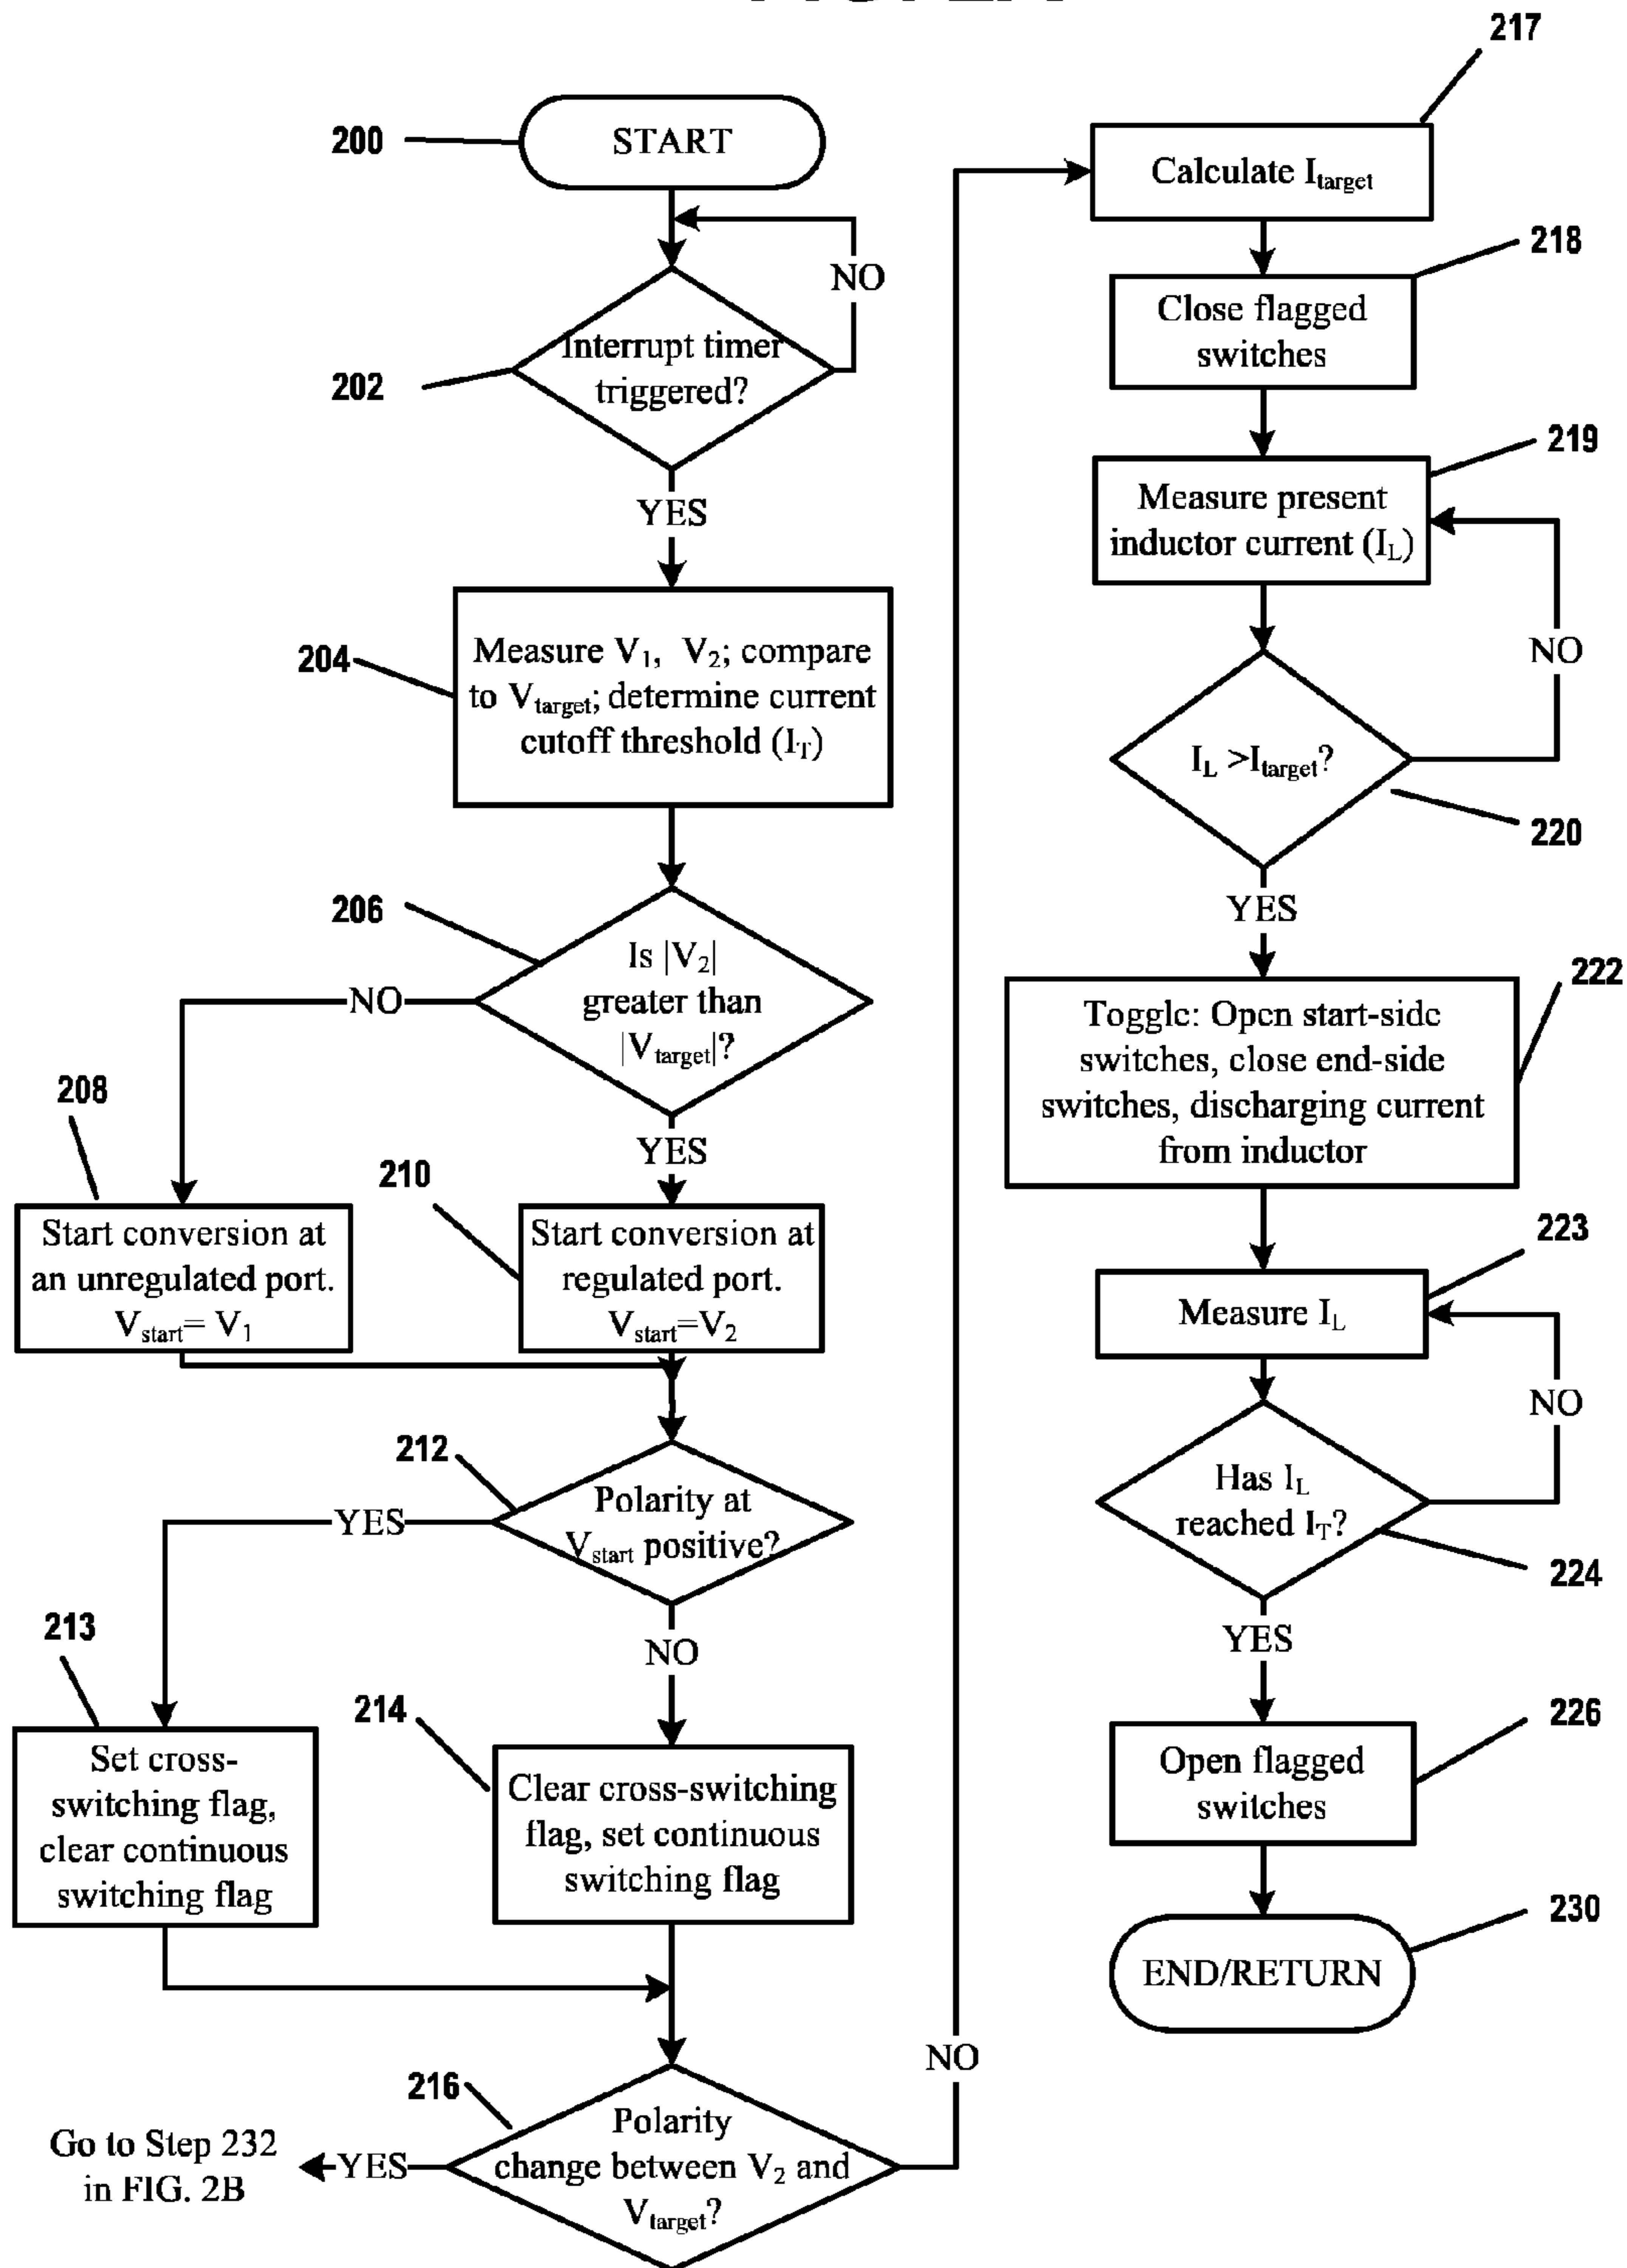 200
START
NO
202
Interrupt timer
triggered?
YES
204
Measure V1, V2; compare
to Vtarget; determine current
cutoff threshold (IT)
206
Is |V2|
greater than
|Vtarget|?
NO
YES
208
Start conversion at
an unregulated port.
Vstart= V1
210
Start conversion at
regulated port.
Vstart=V2
212
Polarity at
Vstart positive?
YES
NO
213
Set cross-
switching flag,
clear continuous
switching flag
214
Clear cross-switching
flag, set continuous
switching flag
216
Polarity
change between V2 and
Vtarget?
YES
Go to Step 232
in FIG. 2B
NO
217
Calculate Itarget
218
Close flagged
switches
219
Measure present
inductor current (IL)
NO
IL >Itarget?
220
YES
222
Toggle: Open start-side
switches, close end-side
switches, discharging current
from inductor
223
Measure IL
NO
Has IL
reached IT?
224
YES
226
Open flagged
switches
230
END/RETURN